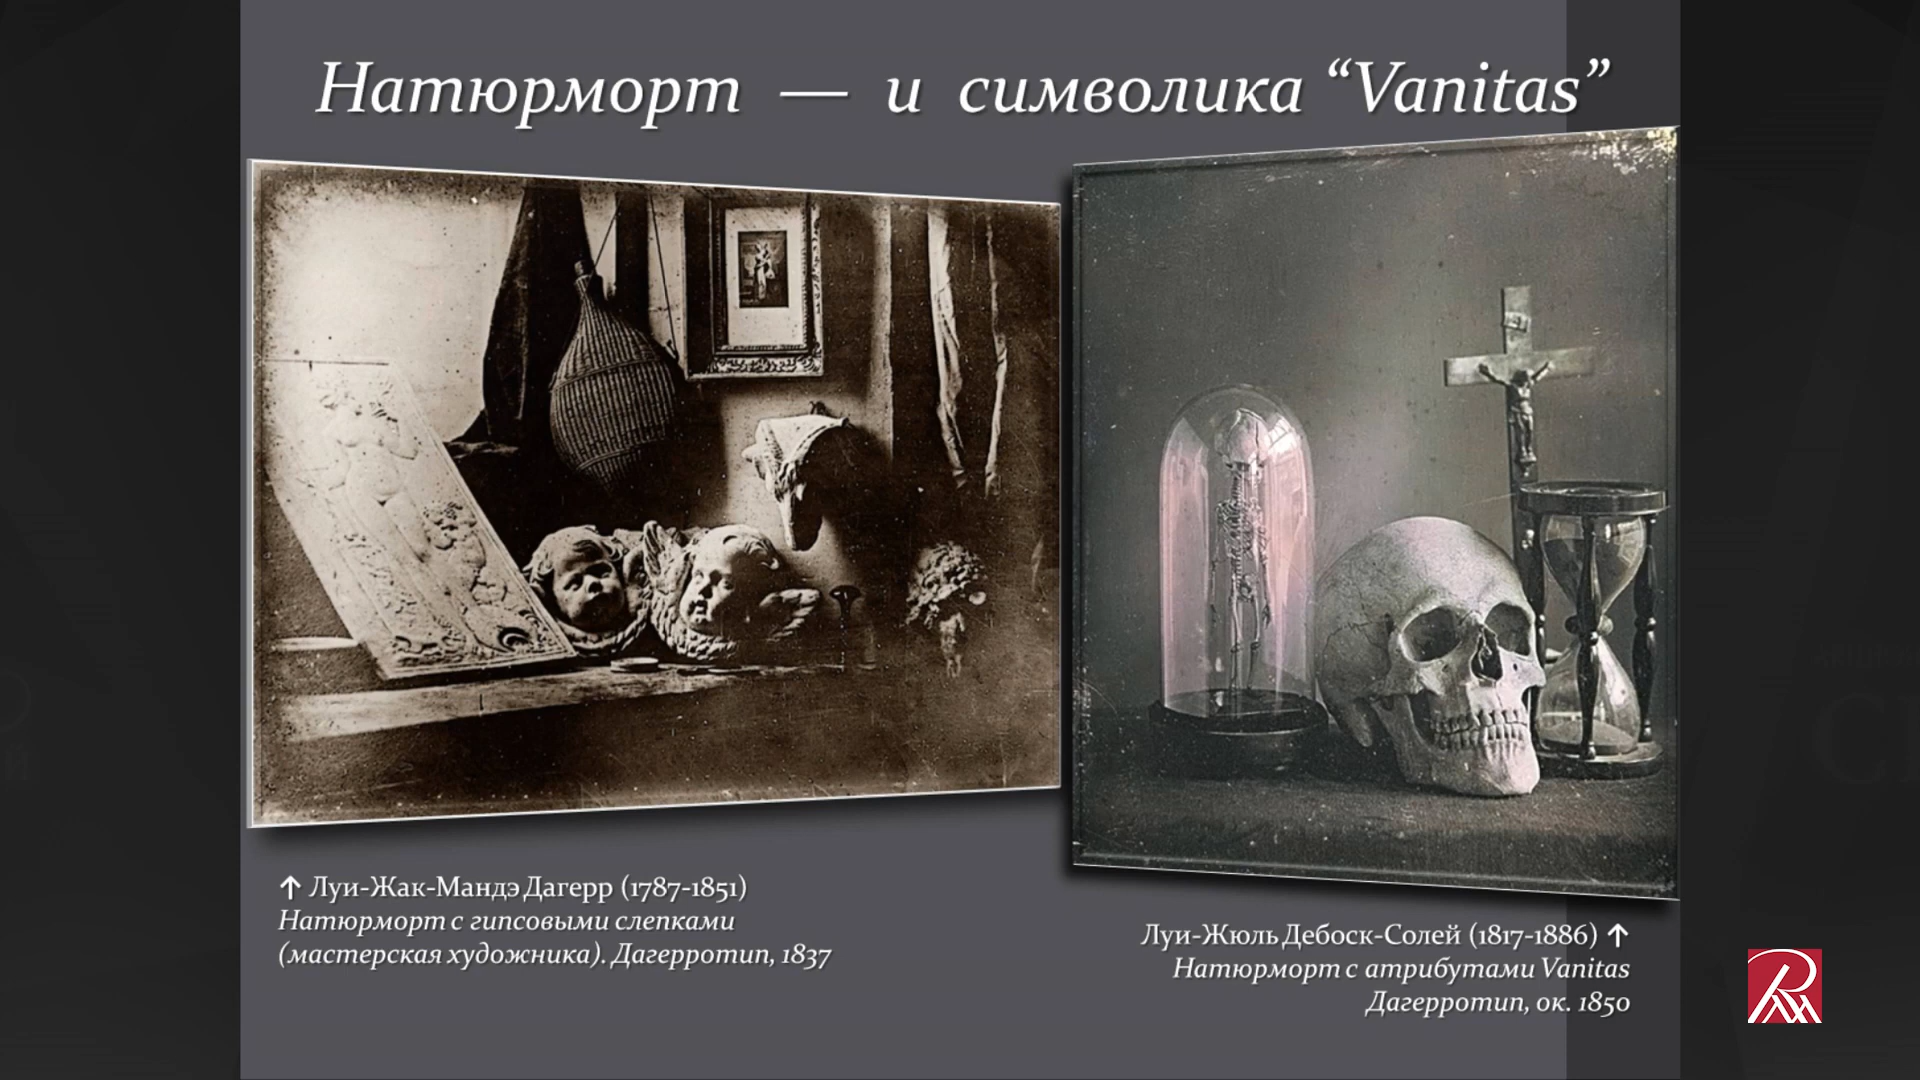 Натюрморт — и символика “Vanitas”
↑ Луи-Жак-Мандэ Дагерр (1787-1851)
Натюрморт с гипсовыми слепками
(мастерская художника). Дагерротип, 1837
Луи-Жюль Дебоск-Солей (1817-1886) ↑
Натюрморт с атрибутами Vanitas
Дагерротип, ок. 1850